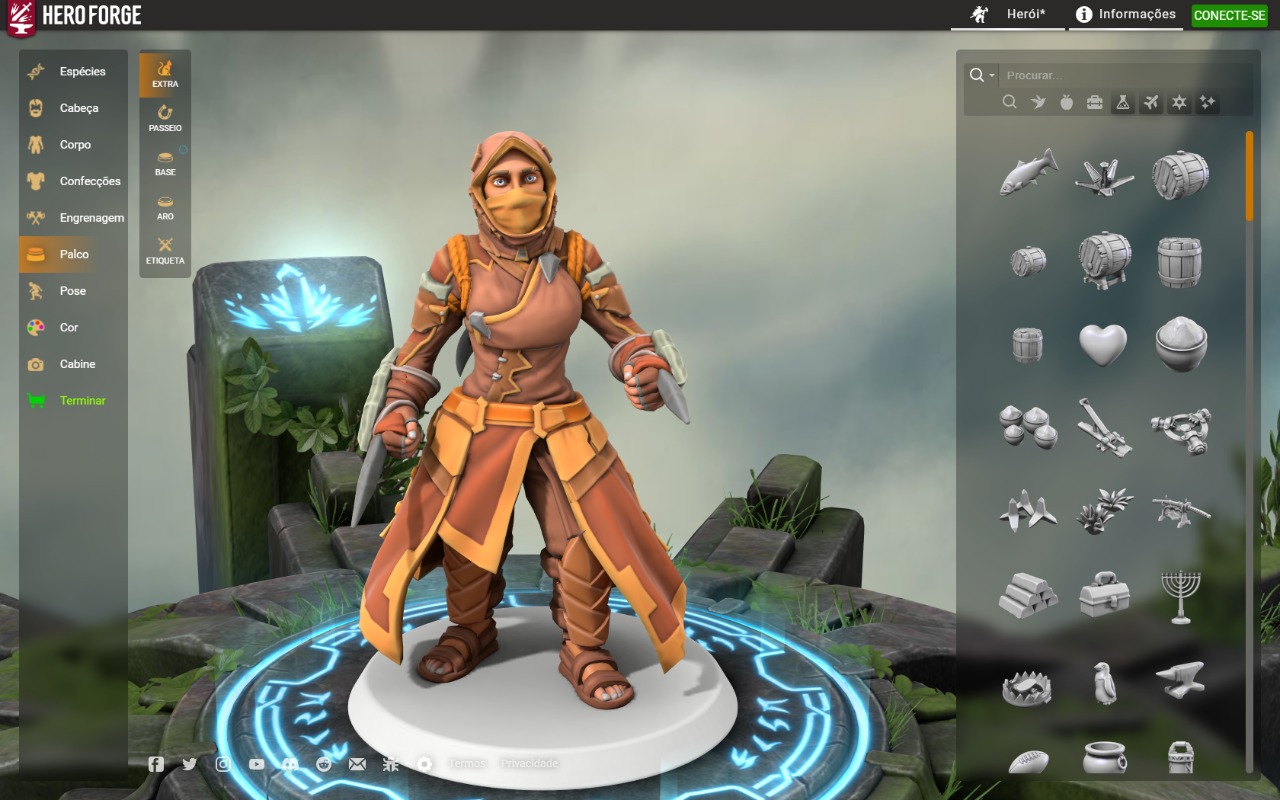 HERO FORGE
Herói*
Informações
CONECTE-SE
Espécies
Cabeça
Corpo
Confecções
Engrenagem
Palco
Pose
Cor
Cabine
Terminar
EXTRA
PASSEIO
BASE
ARO
ETIQUETA
Procurar...
Termos
Privacidade